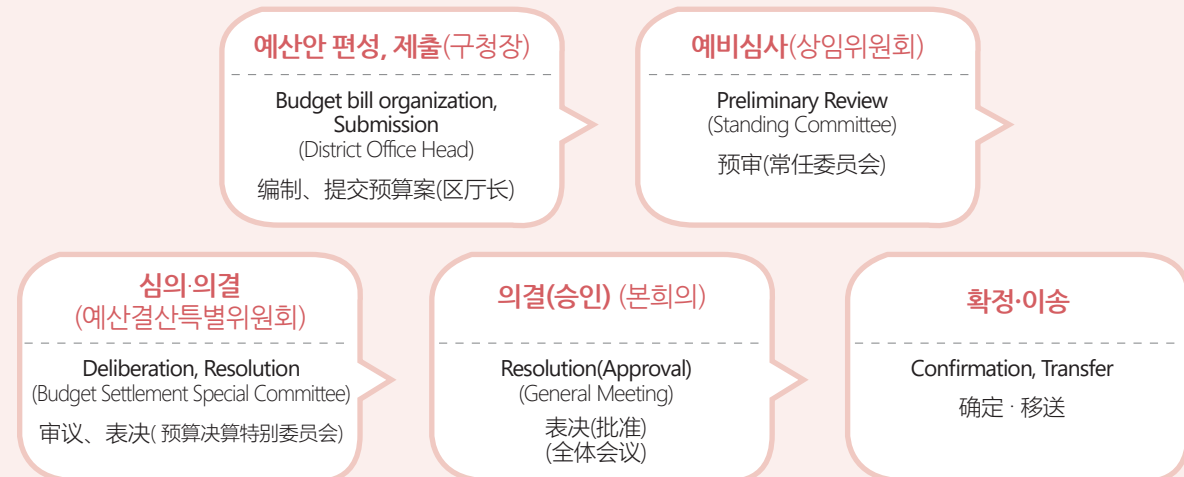 예산안 편성, 제출(구청장)
Budget bill organization,
Submission
(District Office Head)
编制、提交预算案(区厅长)
예비심사(상임위원회)
Preliminary Review
(Standing Committee)
预审(常任委员会)
심의·의결
(예산결산특별위원회)
Deliberation, Resolution
(Budget Settlement Special Committee)
审议、表决( 预算决算特别委员会)
의결(승인) (본희의)
Resolution(Approval)
(General Meeting)
表决(批准)
(全体会议)
확정·이송
Confirmation, Transfer
确定 · 移送